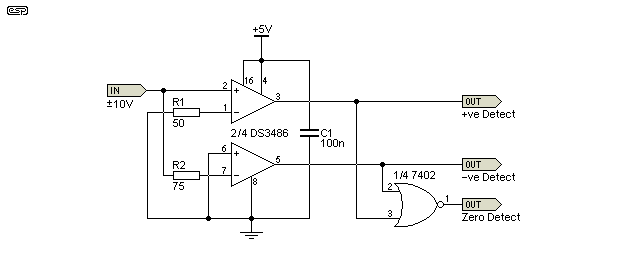 esp
+5V
IN
±10V
2
16
4
3
OUT
+ve Detect
R1
50
1
2/4 DS3486
C1
100n
6
5
OUT
−ve Detect
R2
75
7
8
1/4 7402
2
1
OUT
3
Zero Detect